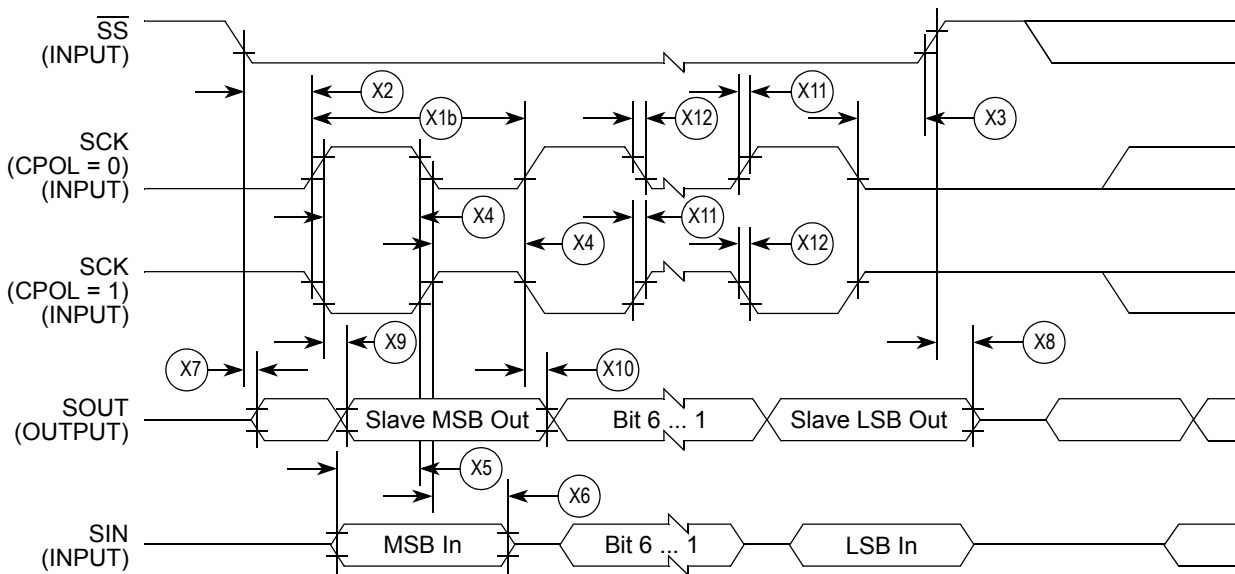 SS
(INPUT)
X2
X11
X1b
X12
X3
SCK
(CPOL = 0)
(INPUT)
X4
X11
X4
X12
SCK
(CPOL = 1)
(INPUT)
X9
X8
X7
X10
SOUT
(OUTPUT)
Slave MSB Out
Bit 6 ... 1
Slave LSB Out
X5
X6
SIN
(INPUT)
MSB In
Bit 6 ... 1
LSB In